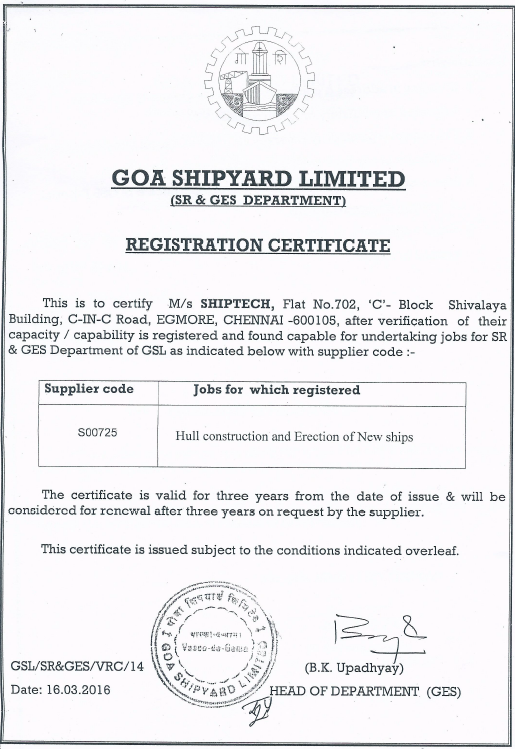 गो शि
GOA SHIPYARD LIMITED
(SR & GES DEPARTMENT)
REGISTRATION CERTIFICATE
This is to certify M/s SHIPTECH, Flat No.702, ‘C’- Block Shivalaya
Building, C-IN-C Road, EGMORE, CHENNAI -600105, after verification of their
capacity / capability is registered and found capable for undertaking jobs for SR
& GES Department of GSL as indicated below with supplier code :-
Supplier code Jobs for which registered
S00725 Hull construction and Erection of New ships
The certificate is valid for three years from the date of issue & will be
considered for renewal after three years on request by the supplier.
This certificate is issued subject to the conditions indicated overleaf.
गोवा शिपयार्ड लिमिटेड
वास्को-द-गामा
Vasco-da-Gama
GOA SHIPYARD LIMITED
GSL/SR&GES/VRC/14
(B.K. Upadhyay)
Date: 16.03.2016
HEAD OF DEPARTMENT (GES)